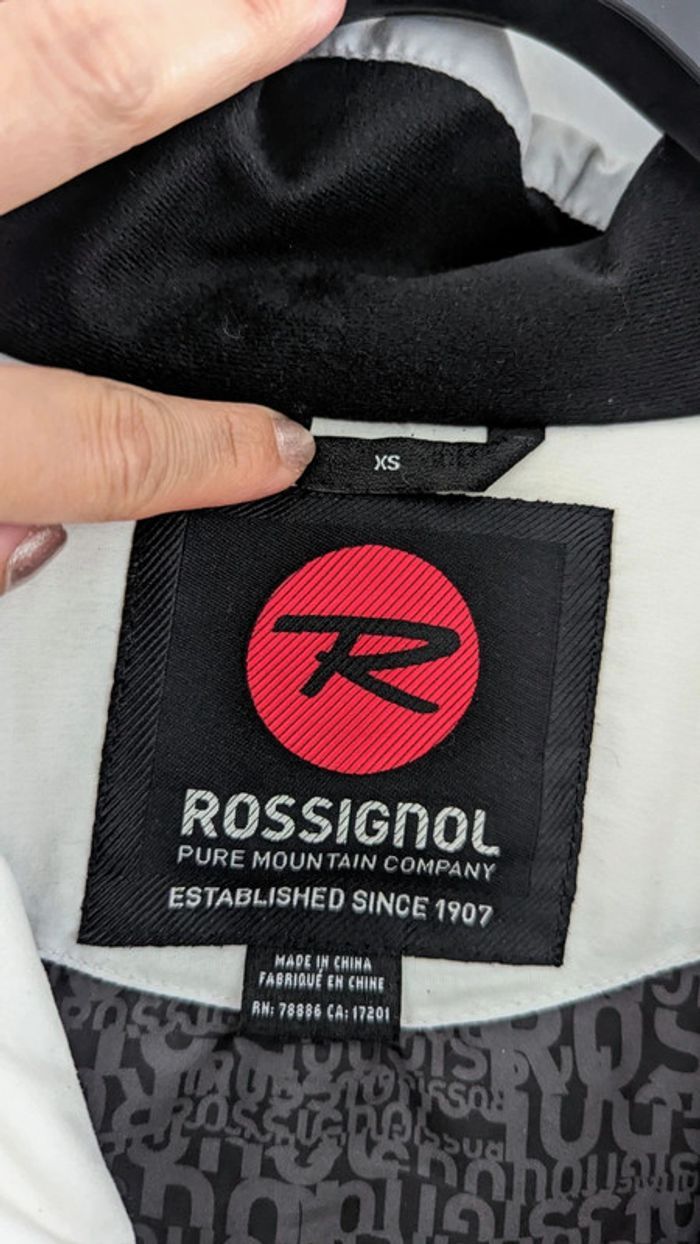 XS
R
ROSSIGNOL
PURE MOUNTAIN COMPANY
ESTABLISHED SINCE 1907
MADE IN CHINA
FABRIQUÉ EN CHINE
RN: 78886 CA: 17201